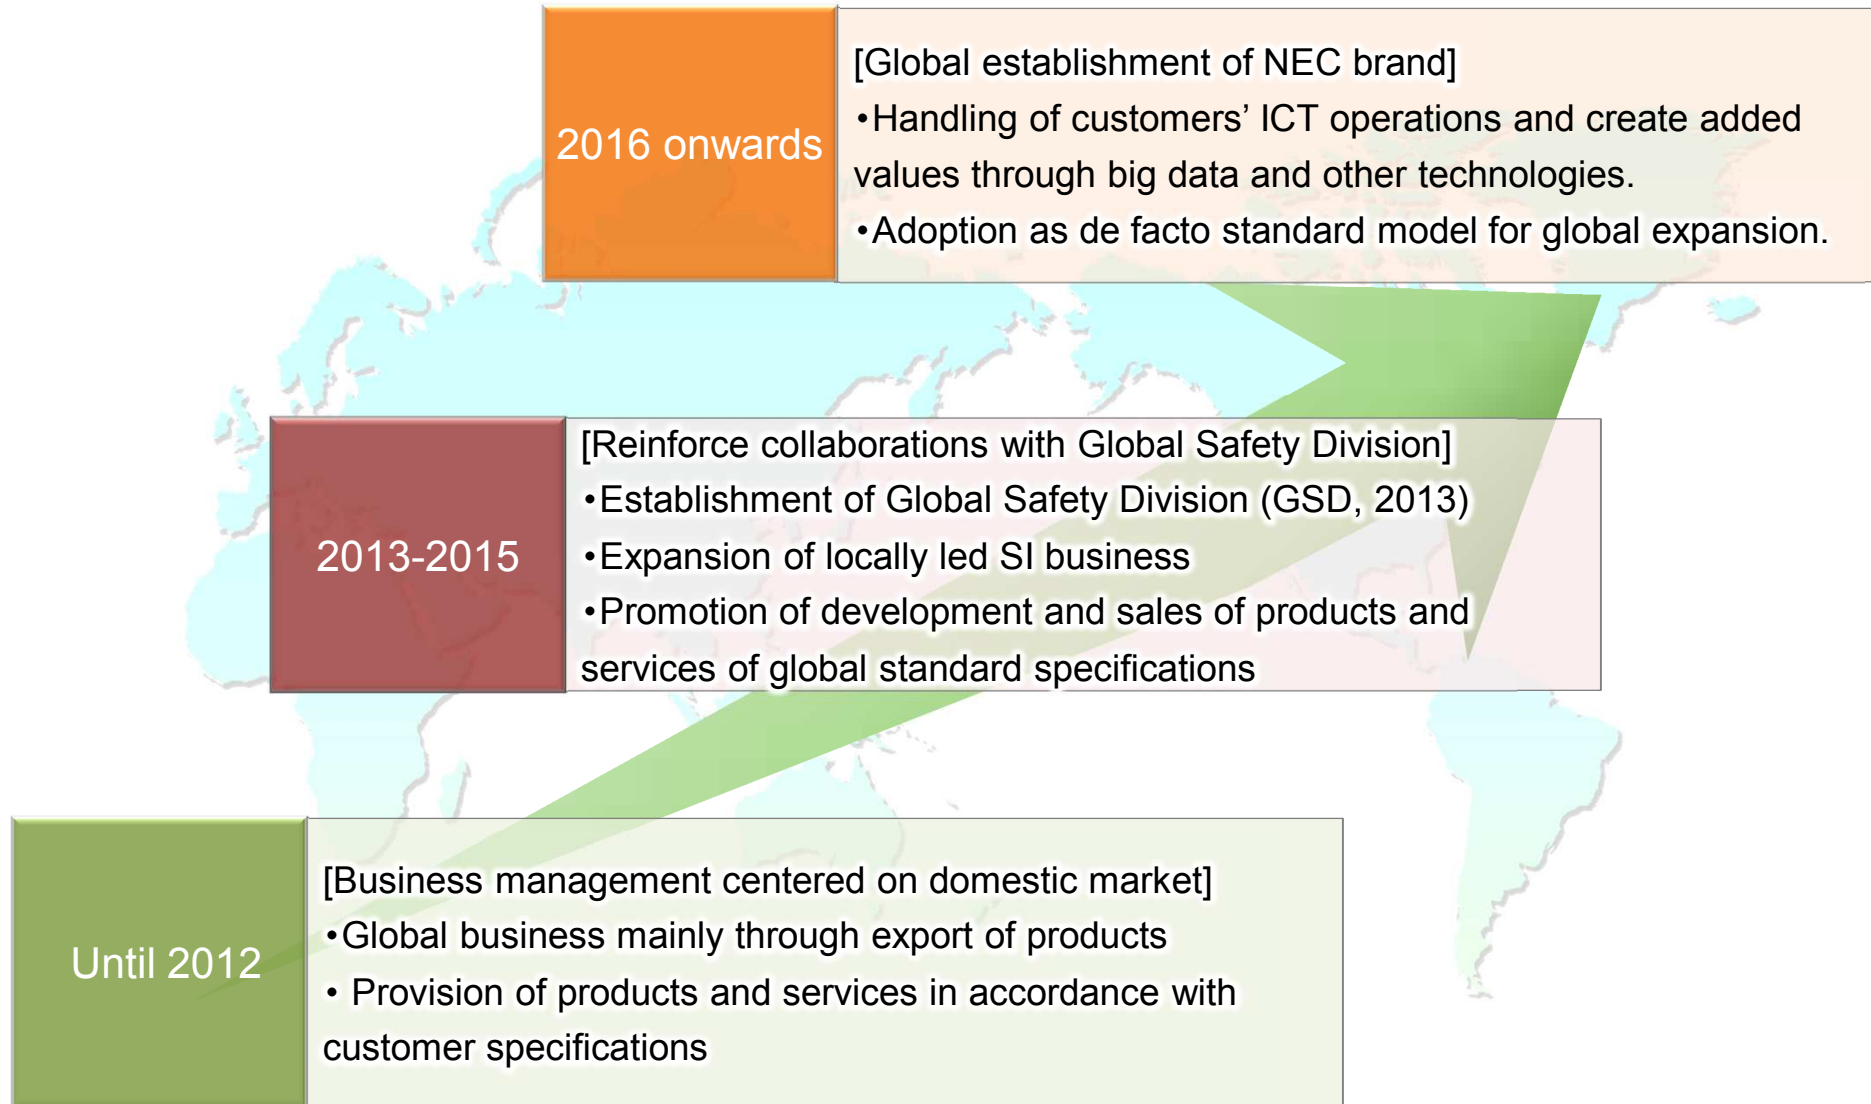 2016 onwards
[Global establishment of NEC brand]
•Handling of customers’ ICT operations and create added
values through big data and other technologies.
•Adoption as de facto standard model for global expansion.
2013-2015
[Reinforce collaborations with Global Safety Division]
•Establishment of Global Safety Division (GSD, 2013)
•Expansion of locally led SI business
•Promotion of development and sales of products and
services of global standard specifications
Until 2012
[Business management centered on domestic market]
•Global business mainly through export of products
• Provision of products and services in accordance with
customer specifications